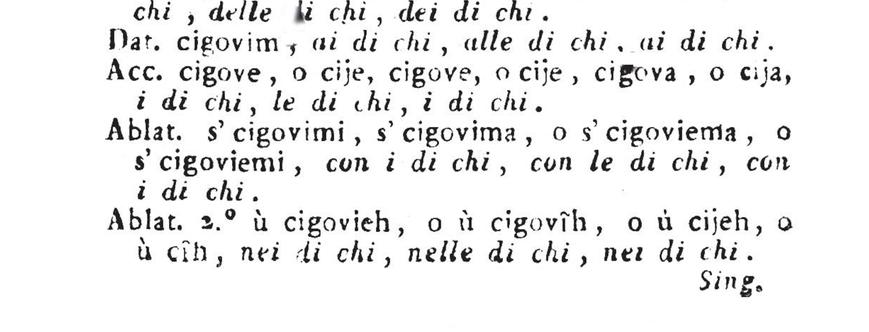 chi, delle di chi, dei di chi.
Dat. cigovim, ai di chi, alle di chi. ai di chi.
Acc. cigove, o cije, cigove, o cije, cigova, o cija,
i di chi, le di chi, i di chi.
Ablat. s' cigovimi, s' cigovima, o s' cigoviema, o
s' cigoviemi, con i di chi, con le di chi, con
i di chi.
Ablat. 2.º ù cigovieh, o ù cigovîh, o ù cijeh, o
ù cîh, nei di chi, nelle di chi, nei di chi.
Sing.